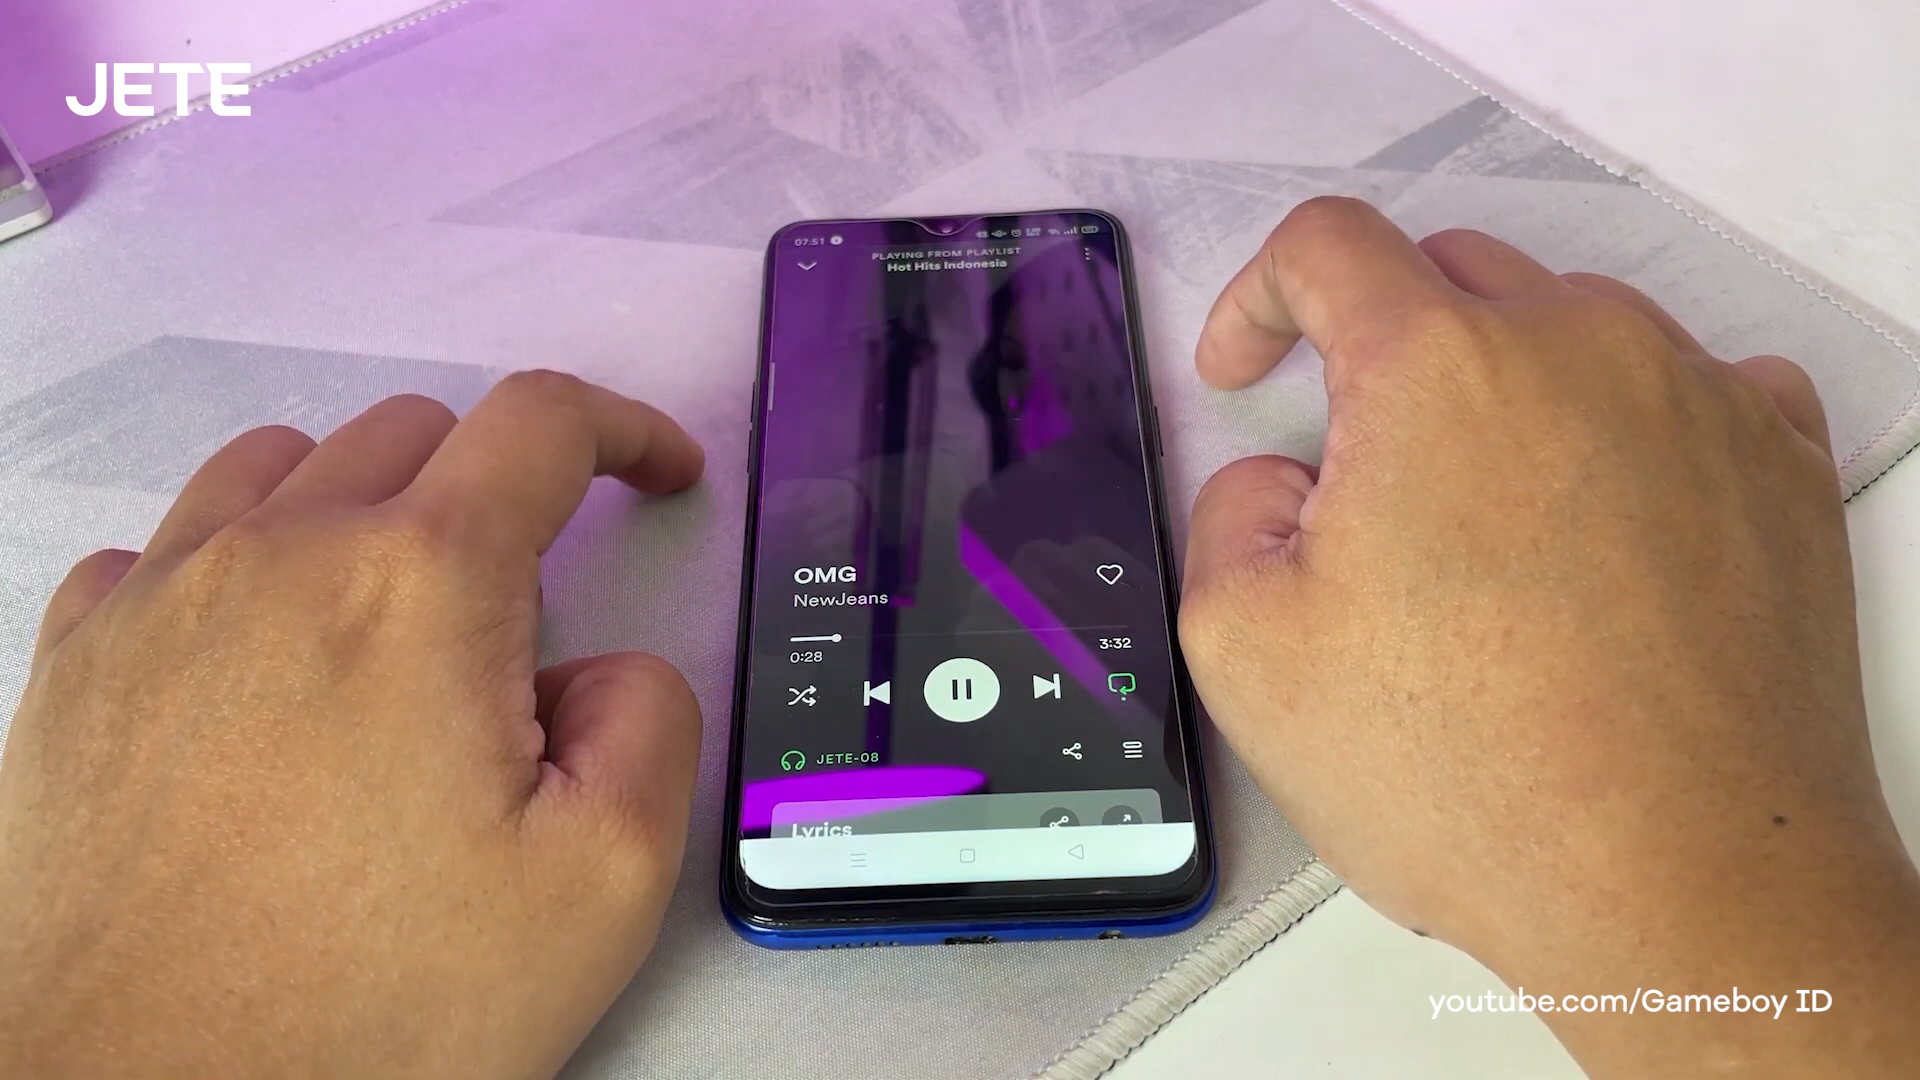 JETE
07:51
PLAYING FROM PLAYLIST
Hot Hits Indonesia
OMG
NewJeans
0:28
3:32
JETE-08
Lyrics
youtube.com/Gameboy ID